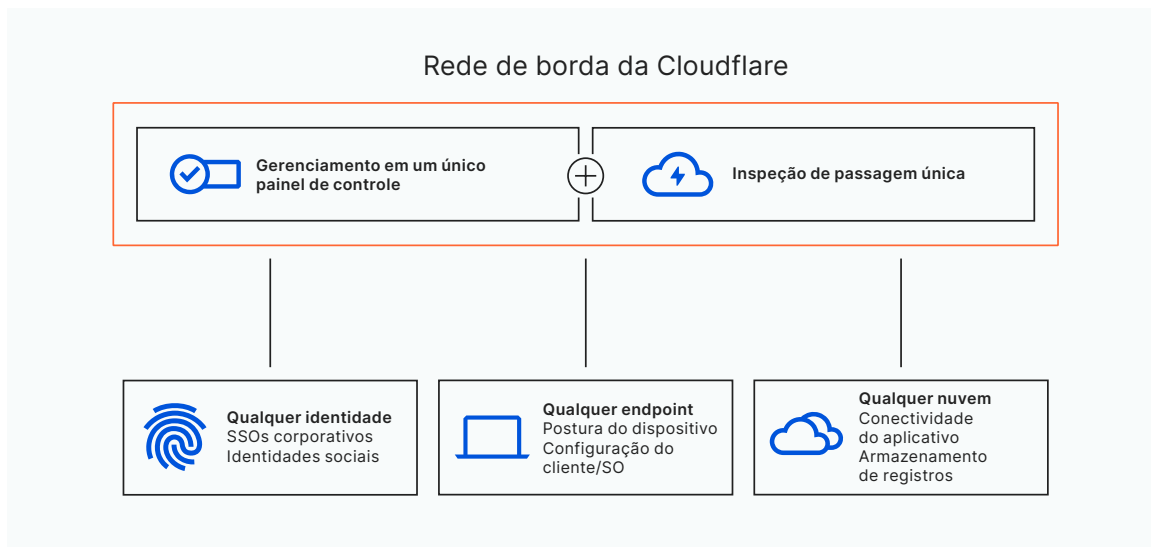 Rede de borda da Cloudflare
Gerenciamento em um único
painel de controle
Inspeção de passagem única
Qualquer identidade
SSOs corporativos
Identidades sociais
Qualquer endpoint
Postura do dispositivo
Configuração do
cliente/SO
Qualquer nuvem
Conectividade
do aplicativo
Armazenamento
de registros